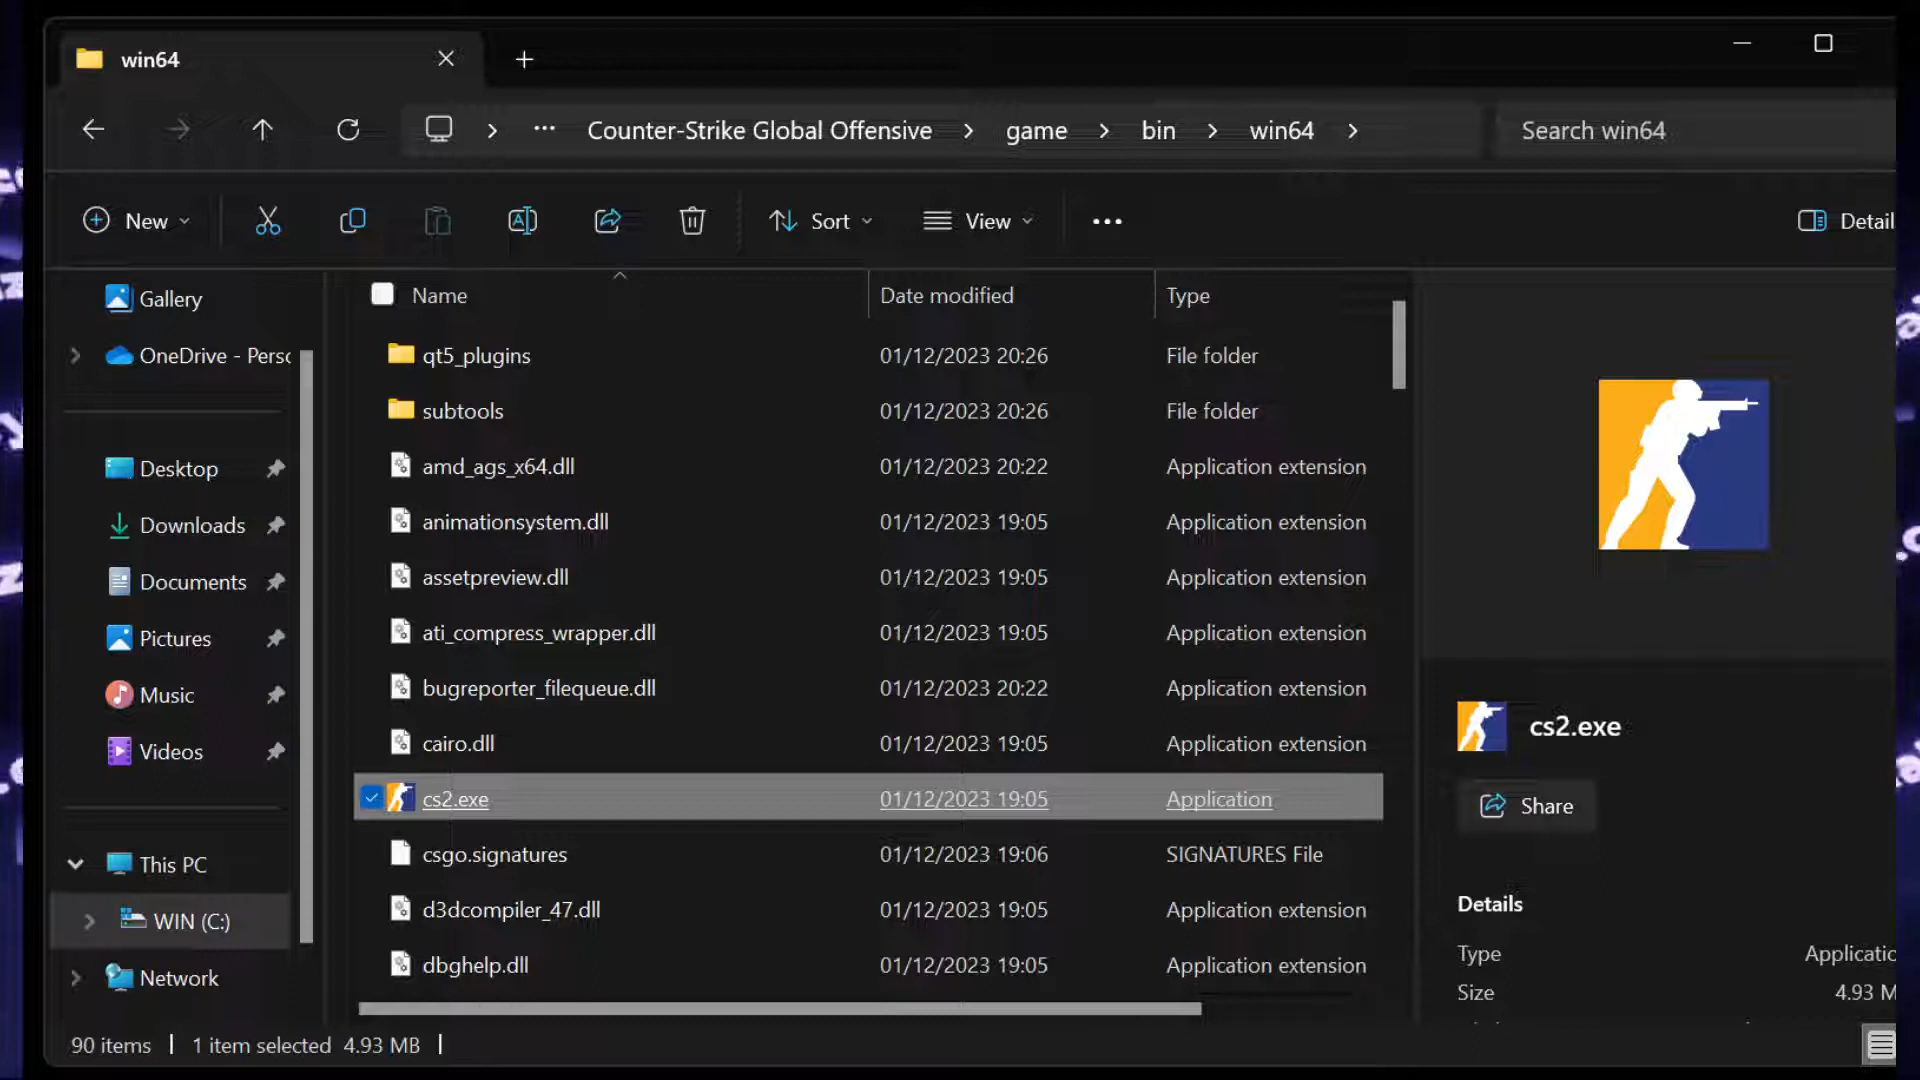 win64
Counter-Strike Global Offensive > game > bin > win64 >
Search win64
New
Sort
View
Detail
Gallery
OneDrive - Perso
Desktop
Downloads
Documents
Pictures
Music
Videos
This PC
WIN (C:)
Network
Name Date modified Type
qt5_plugins 01/12/2023 20:26 File folder
subtools 01/12/2023 20:26 File folder
amd_ags_x64.dll 01/12/2023 20:22 Application extension
animationsystem.dll 01/12/2023 19:05 Application extension
assetpreview.dll 01/12/2023 19:05 Application extension
ati_compress_wrapper.dll 01/12/2023 19:05 Application extension
bugreporter_filequeue.dll 01/12/2023 20:22 Application extension
cairo.dll 01/12/2023 19:05 Application extension
cs2.exe 01/12/2023 19:05 Application
csgo.signatures 01/12/2023 19:06 SIGNATURES File
d3dcompiler_47.dll 01/12/2023 19:05 Application extension
dbghelp.dll 01/12/2023 19:05 Application extension
cs2.exe
Share
Details
Type Applicatio
Size 4.93 M
90 items | 1 item selected 4.93 MB |